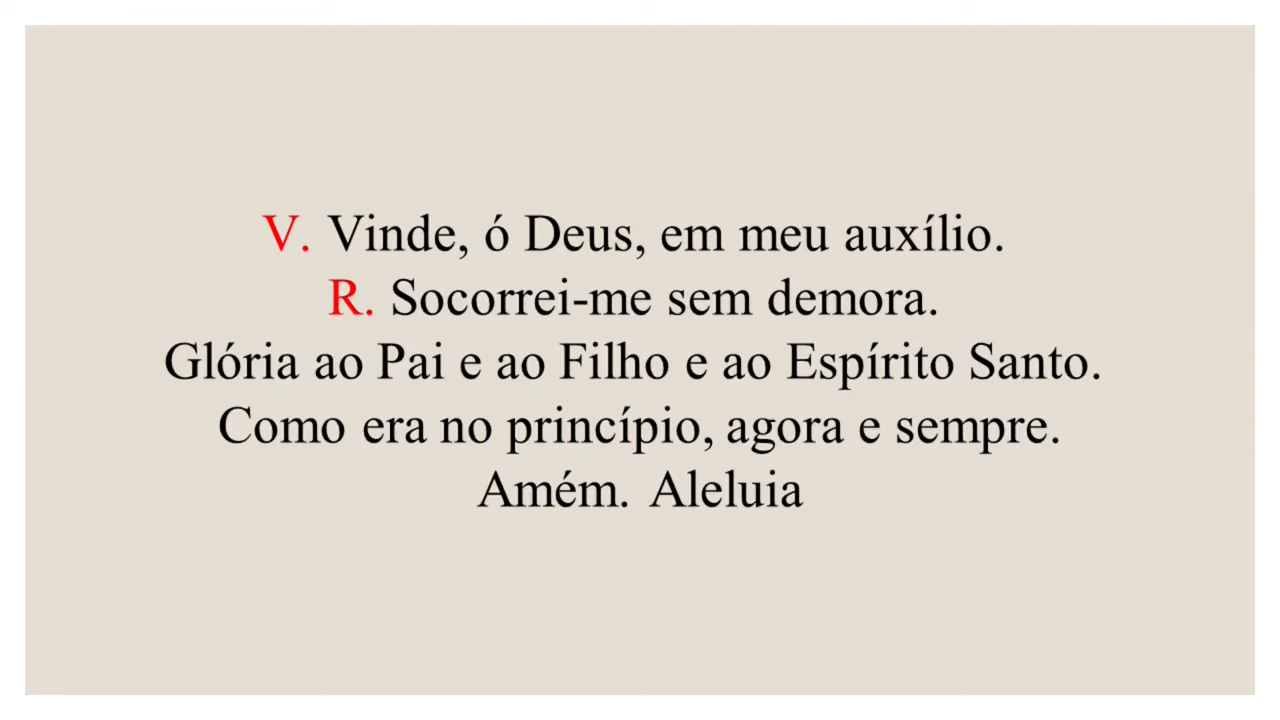 V. Vinde, ó Deus, em meu auxílio.
R. Socorrei-me sem demora.
Glória ao Pai e ao Filho e ao Espírito Santo.
Como era no princípio, agora e sempre.
Amém. Aleluia